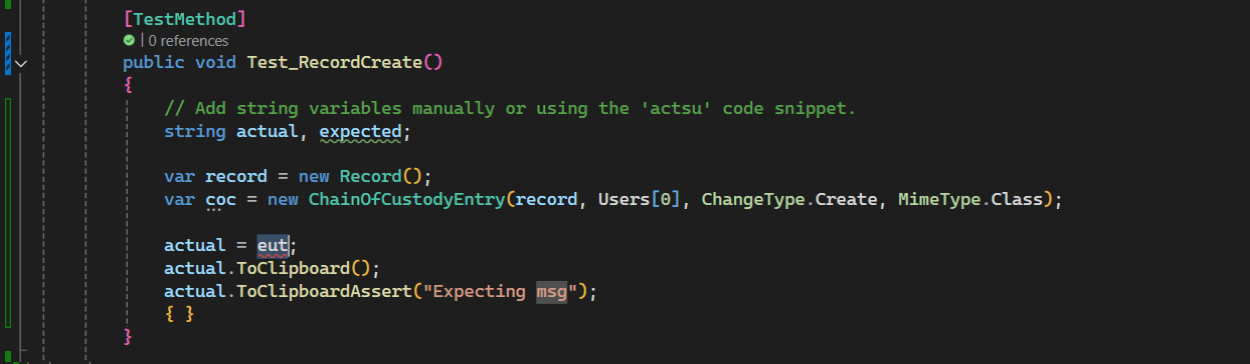 [TestMethod]
| 0 references
public void Test_RecordCreate()
{
// Add string variables manually or using the 'actsu' code snippet.
string actual, expected;
var record = new Record();
var coc = new ChainOfCustodyEntry(record, Users[0], ChangeType.Create, MimeType.Class);
actual = eut;
actual.ToClipboard();
actual.ToClipboardAssert("Expecting msg");
{ }
}